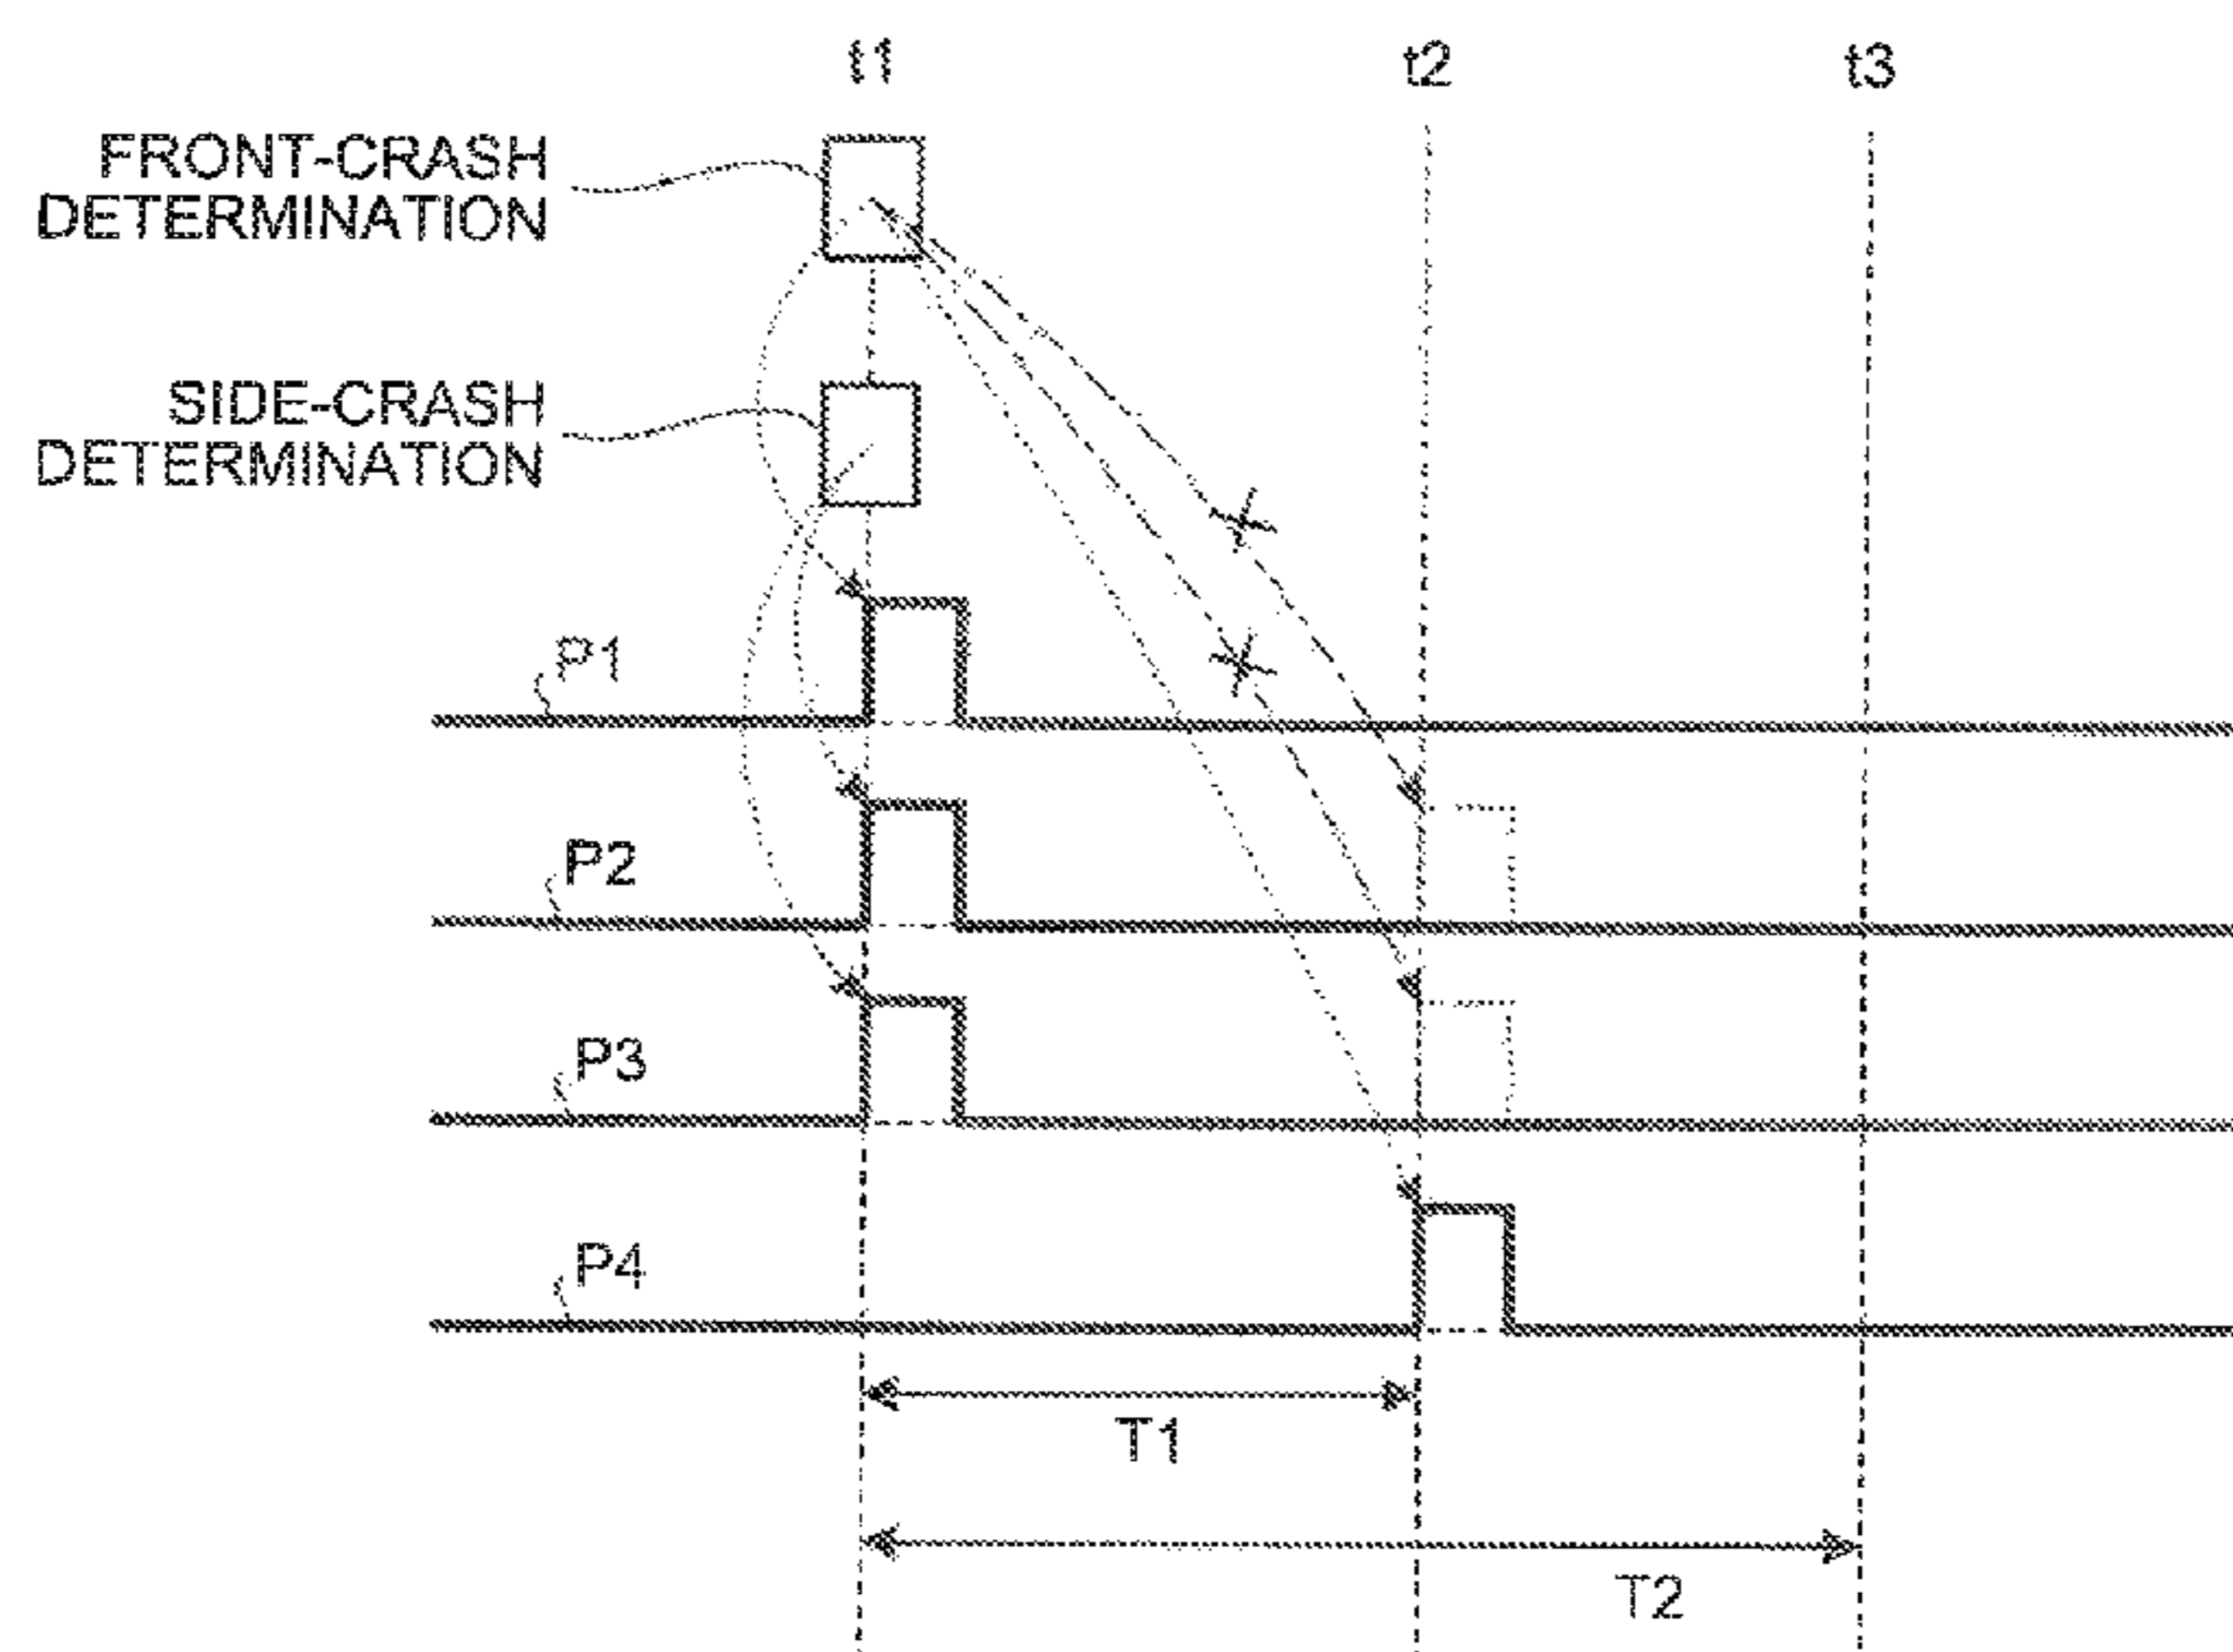 t1
t2
t3
FRONT-CRASH
DETERMINATION
SIDE-CRASH
DETERMINATION
P1
P2
P3
P4
T1
T2